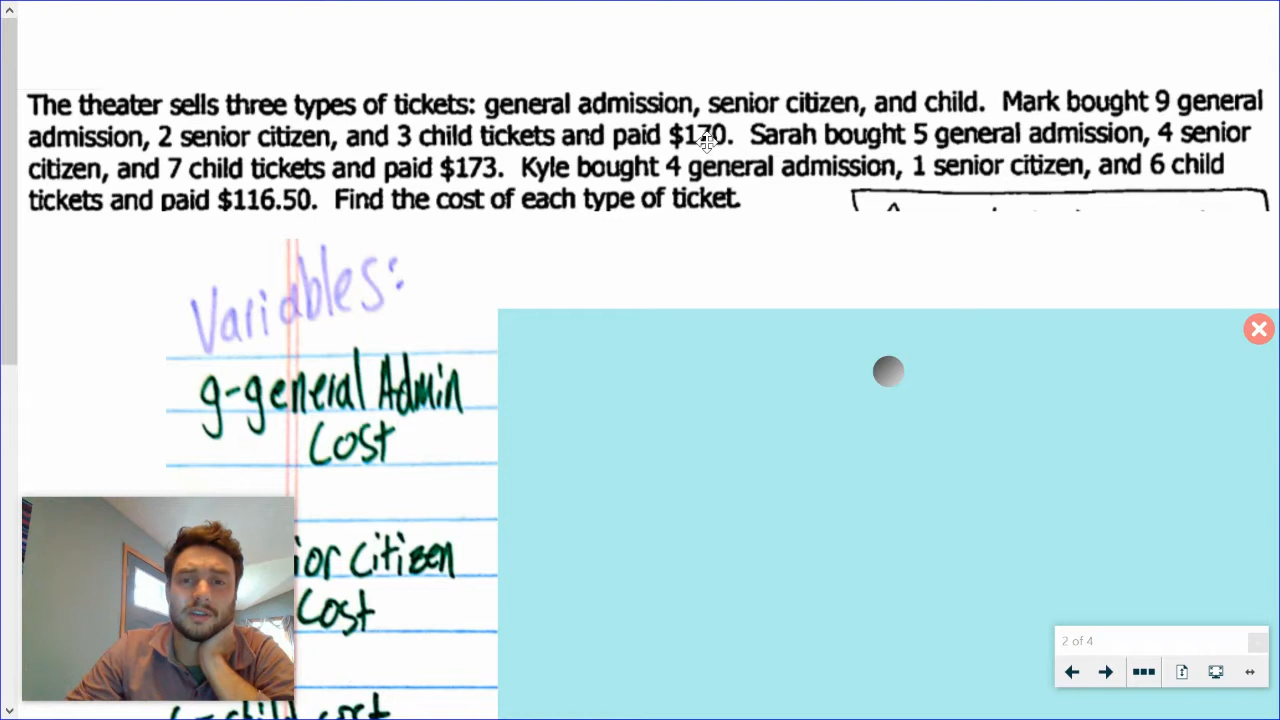 The theater sells three types of tickets: general admission, senior citizen, and child. Mark bought 9 general
admission, 2 senior citizen, and 3 child tickets and paid $170. Sarah bought 5 general admission, 4 senior
citizen, and 7 child tickets and paid $173. Kyle bought 4 general admission, 1 senior citizen, and 6 child
tickets and paid $116.50. Find the cost of each type of ticket.
Variables:
g-general Admin
Cost
ior citizen
Cost
child cost
2 of 4